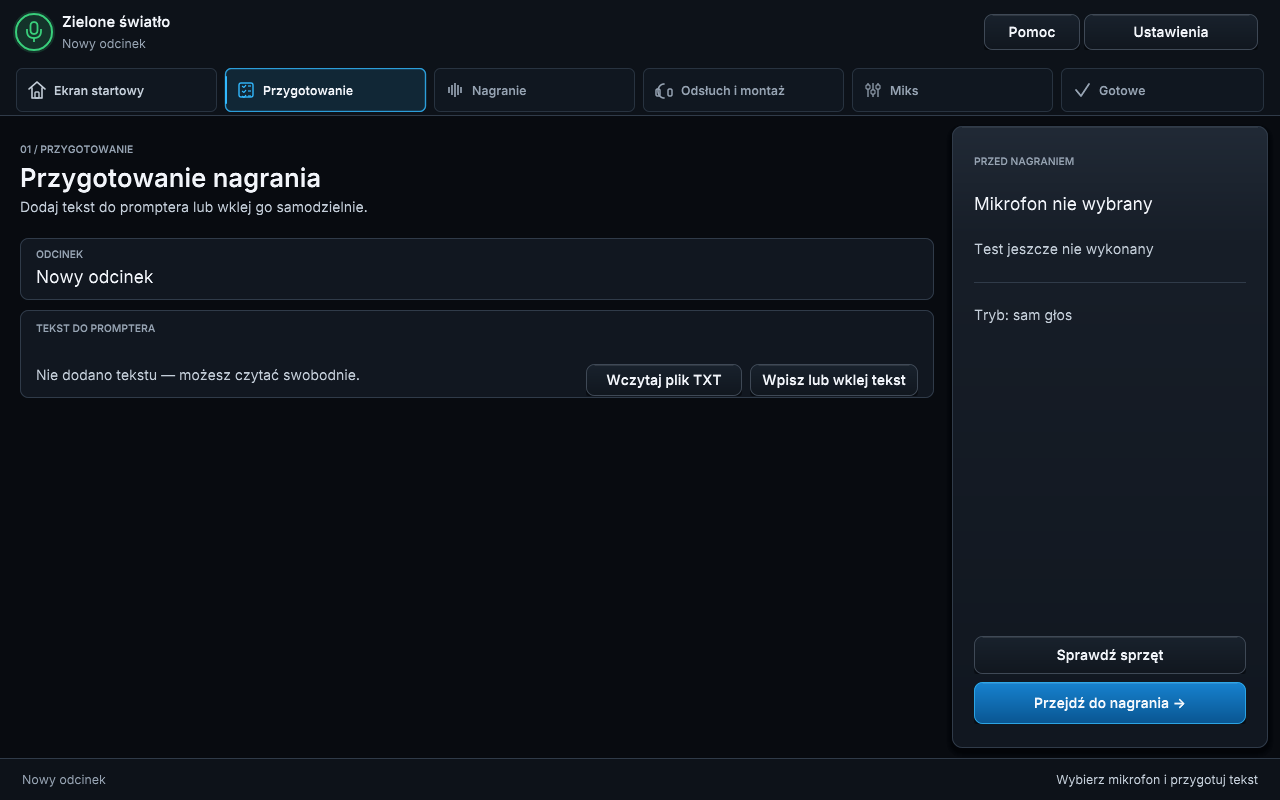 Zielone światło
Nowy odcinek
Pomoc
Ustawienia
Ekran startowy
Przygotowanie
Nagranie
Odsłuch i montaż
Miks
Gotowe
01 / PRZYGOTOWANIE
Przygotowanie nagrania
Dodaj tekst do promptera lub wklej go samodzielnie.
ODCINEK
Nowy odcinek
TEKST DO PROMPTERA
Nie dodano tekstu — możesz czytać swobodnie.
Wczytaj plik TXT
Wpisz lub wklej tekst
PRZED NAGRANIEM
Mikrofon nie wybrany
Test jeszcze nie wykonany
Tryb: sam głos
Sprawdź sprzęt
Przejdź do nagrania →
Nowy odcinek
Wybierz mikrofon i przygotuj tekst